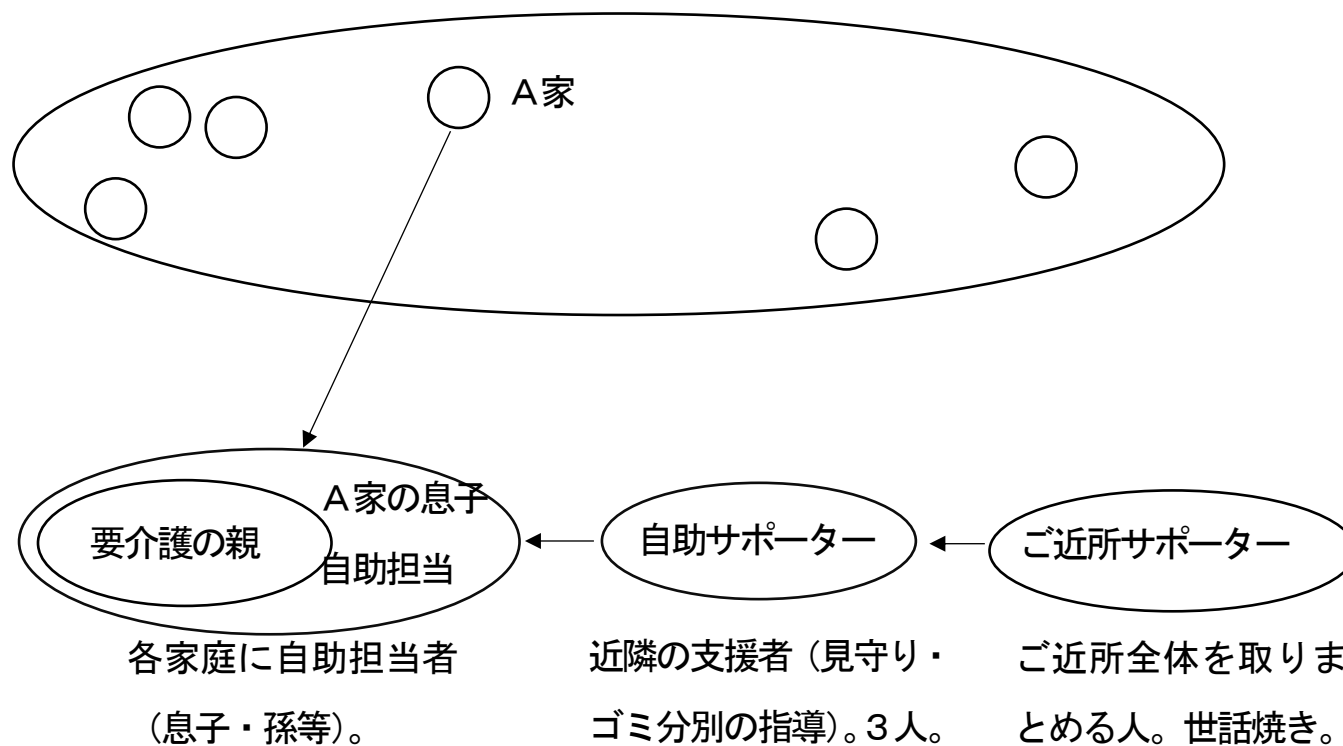 A家
A家の息子
要介護の親
自助担当
自助サポーター
ご近所サポーター
各家庭に自助担当者
(息子・孫等)。
近隣の支援者（見守り・
ゴミ分別の指導）。３人。
ご近所全体を取りま
とめる人。世話焼き。